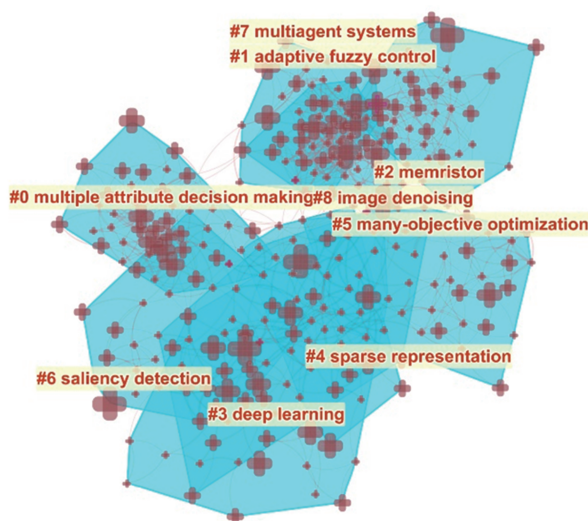 #7 multiagent systems
#1 adaptive fuzzy control
#2 memristor
#0 multiple attribute decision making
#8 image denoising
#5 many-objective optimization
#4 sparse representation
#6 saliency detection
#3 deep learning